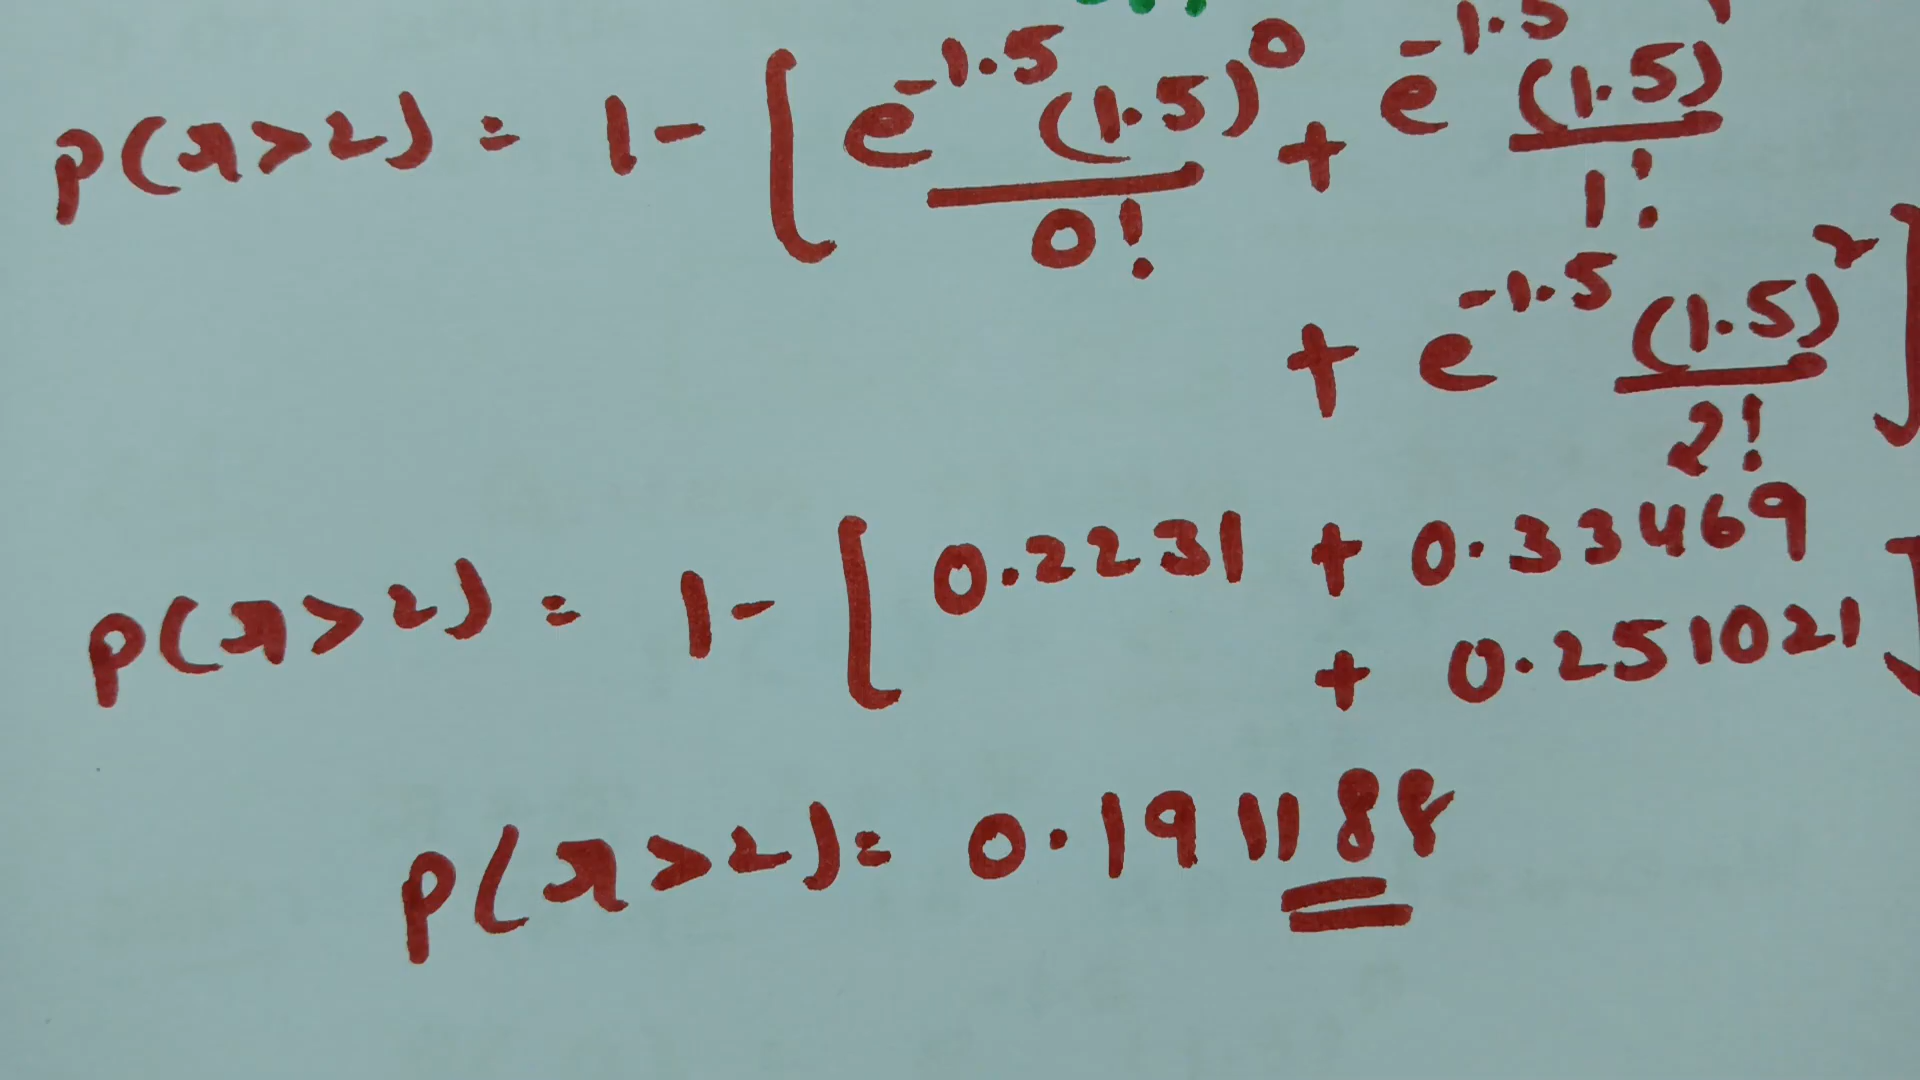 p(x>2) = 1 - [ e^-1.5 (1.5)^0 / 0! + e^-1.5 (1.5) / 1!
+ e^-1.5 (1.5)^2 / 2! ]
p(x>2) = 1 - [ 0.2231 + 0.33469
+ 0.251021 ]
p(x>2) = 0.191188